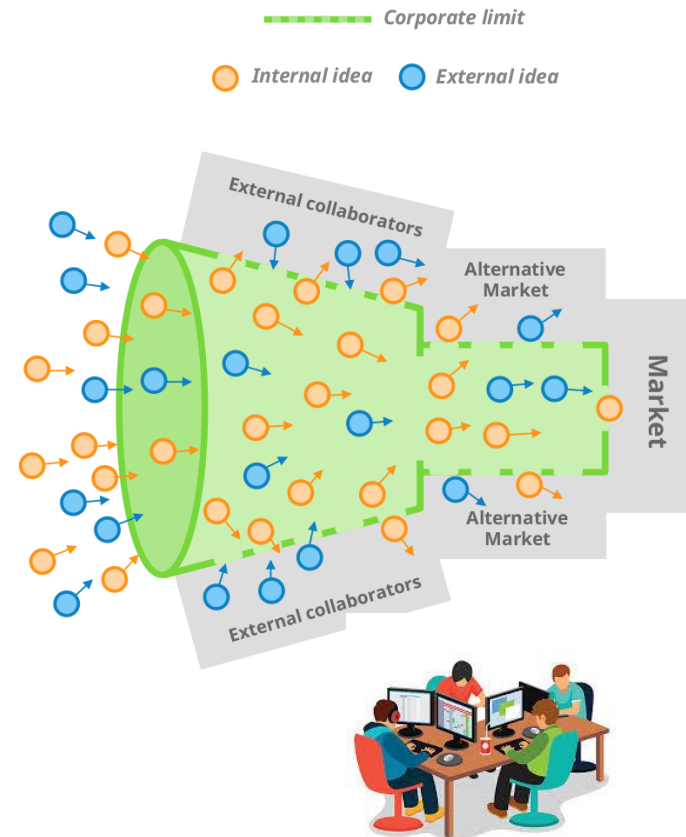 Corporate limit
Internal idea
External idea
External collaborators
Alternative
Market
Market
Alternative
Market
External collaborators